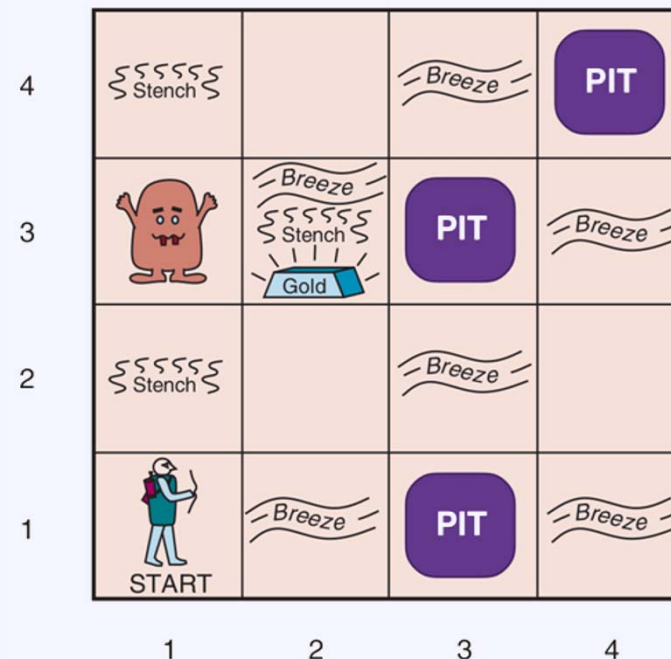 4
Stench
Breeze
PIT
3
Breeze
Stench
Gold
PIT
Breeze
2
Stench
Breeze
1
START
Breeze
PIT
Breeze
1 2 3 4